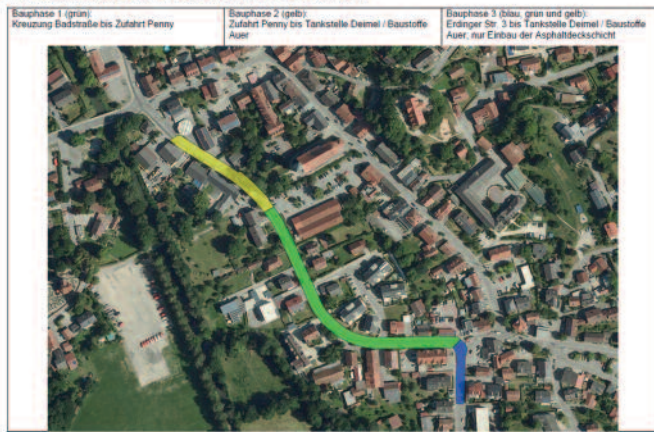 Bauphase 1 (grün):
Kreuzung Badstraße bis Zufahrt Penny
Bauphase 2 (gelb):
Zufahrt Penny bis Tankstelle Deimel / Baustoffe
Auer
Bauphase 3 (blau, grün und gelb):
Erdinger Str. 3 bis Tankstelle Deimel / Baustoffe
Auer, nur Einbau der Asphaltdeckschicht